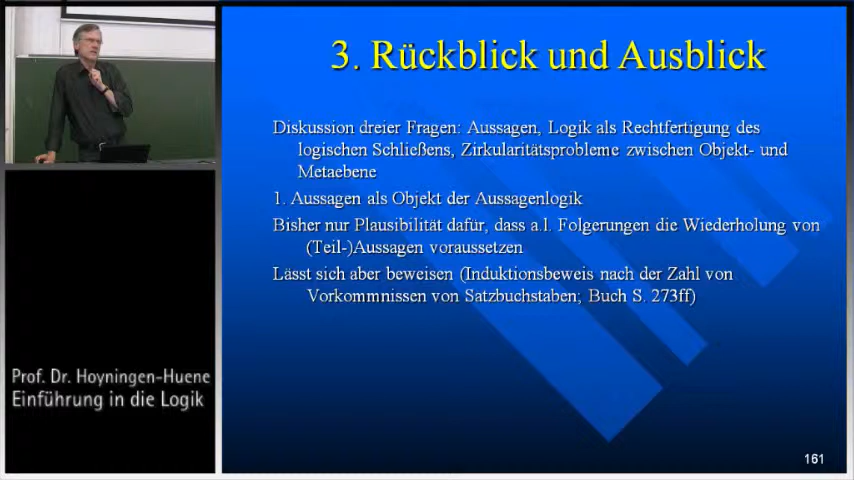 3. Rückblick und Ausblick
Diskussion dreier Fragen: Aussagen, Logik als Rechtfertigung des
logischen Schließens, Zirkularitätsprobleme zwischen Objekt- und
Metaebene
1. Aussagen als Objekt der Aussagenlogik
Bisher nur Plausibilität dafür, dass a.l. Folgerungen die Wiederholung von
(Teil-)Aussagen voraussetzen
Lässt sich aber beweisen (Induktionsbeweis nach der Zahl von
Vorkommnissen von Satzbuchstaben; Buch S. 273ff)
Prof. Dr. Hoyningen-Huene
Einführung in die Logik
161